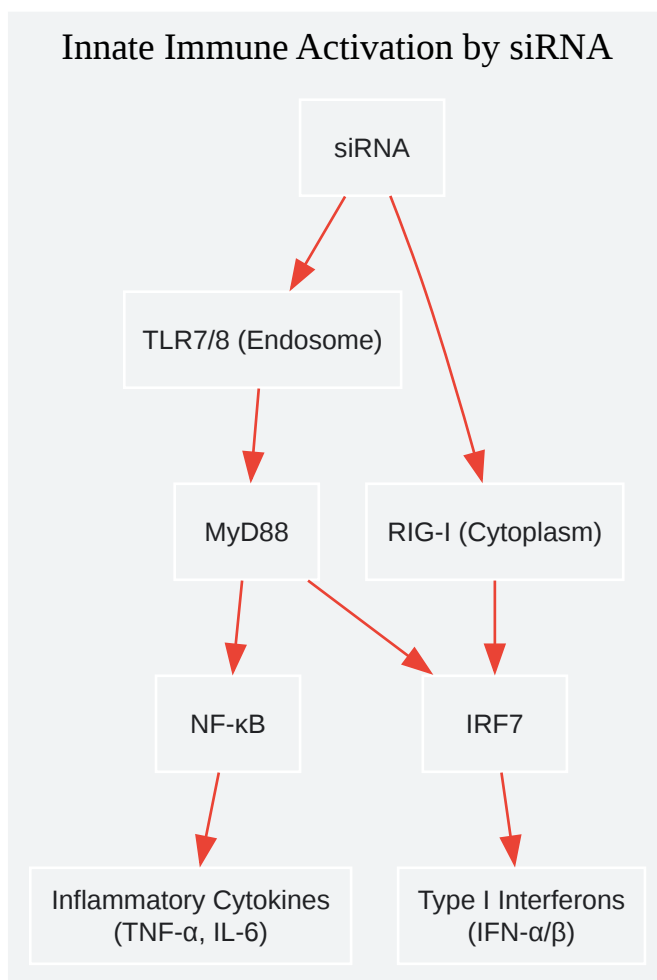 Innate Immune Activation by siRNA
siRNA
TLR7/8 (Endosome)
MyD88
RIG-I (Cytoplasm)
NF-κB
IRF7
Inflammatory Cytokines
(TNF-α, IL-6)
Type I Interferons
(IFN-α/β)